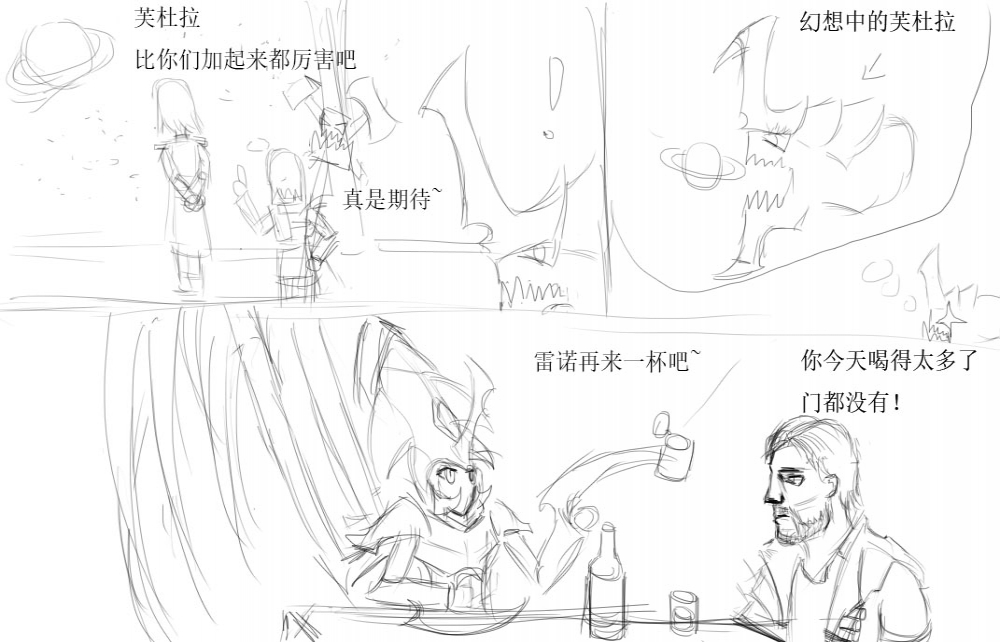 芙杜拉
比你们加起来都厉害吧
真是期待~
幻想中的芙杜拉
雷诺再来一杯吧~
你今天喝得太多了
门都没有!